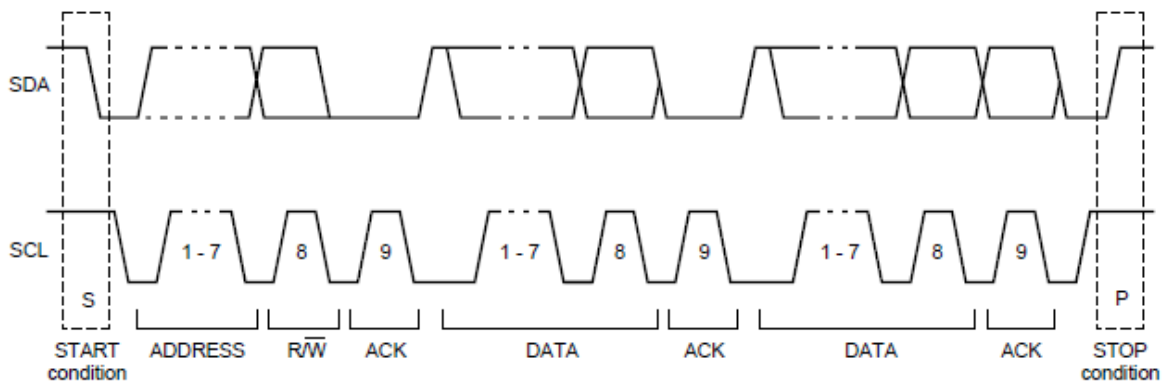 SDA
SCL
1 - 7 8 9 1 - 7 8 9 1 - 7 8 9
S P
START ADDRESS R/W̅ ACK DATA ACK DATA ACK STOP
condition condition